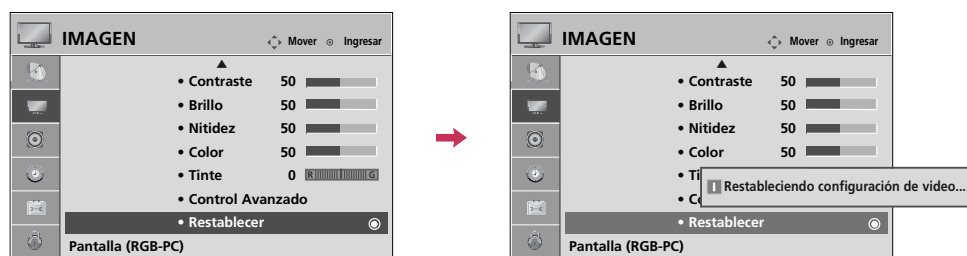 IMAGEN
Mover Ingresar
• Contraste 50
• Brillo 50
• Nitidez 50
• Color 50
• Tinte 0 R G
• Control Avanzado
• Restablecer
Pantalla (RGB-PC)
IMAGEN
Mover Ingresar
• Contraste 50
• Brillo 50
• Nitidez 50
• Color 50
• Ti
• Co
• Restablecer
Pantalla (RGB-PC)
Restableciendo configuración de video...